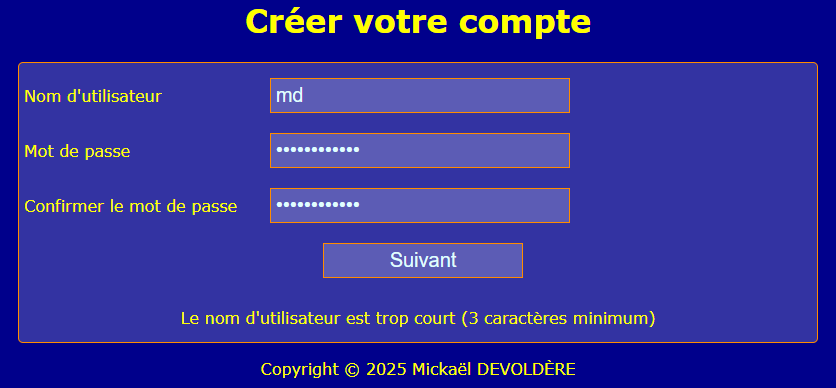 Créer votre compte
Nom d'utilisateur
md
Mot de passe
••••••••••••
Confirmer le mot de passe
••••••••••••
Suivant
Le nom d'utilisateur est trop court (3 caractères minimum)
Copyright © 2025 Mickaël DEVOLDÈRE